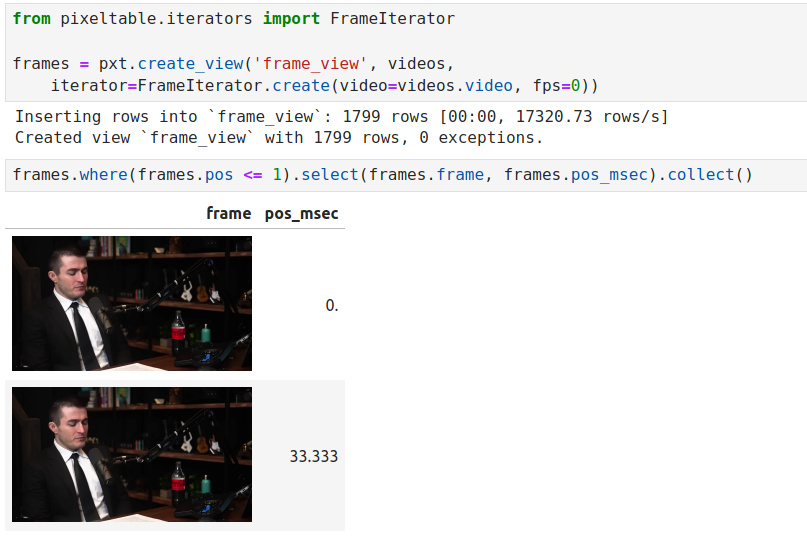 from pixeltable.iterators import FrameIterator
frames = pxt.create_view('frame_view', videos,
    iterator=FrameIterator.create(video=videos.video, fps=0))
Inserting rows into `frame_view`: 1799 rows [00:00, 17320.73 rows/s]
Created view `frame_view` with 1799 rows, 0 exceptions.
frames.where(frames.pos <= 1).select(frames.frame, frames.pos_msec).collect()
frame pos_msec
0.
33.333